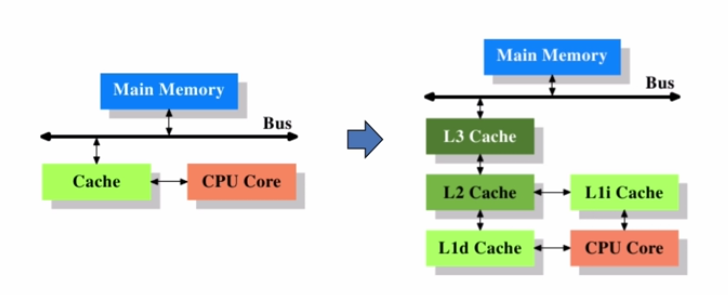 Main Memory
Bus
Cache
CPU Core
Main Memory
Bus
L3 Cache
L2 Cache
L1i Cache
L1d Cache
CPU Core